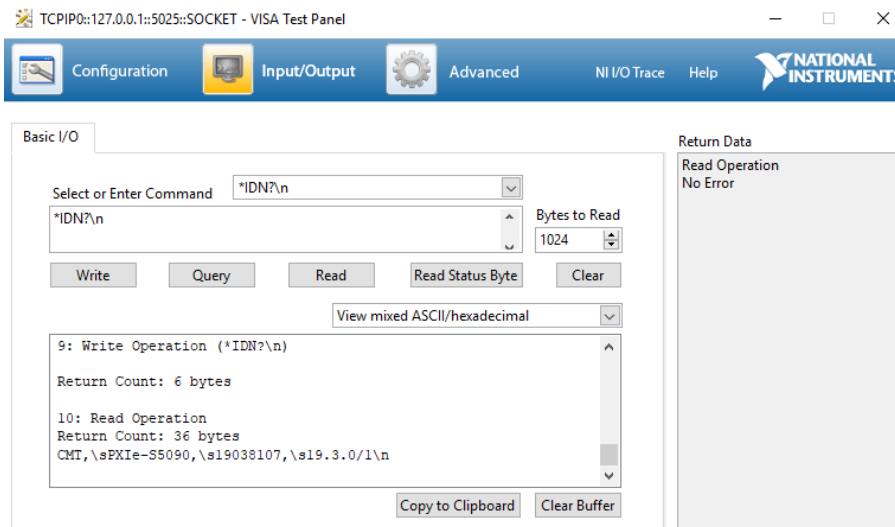 TCPIP0::127.0.0.1::5025::SOCKET - VISA Test Panel
Configuration
Input/Output
Advanced
NI I/O Trace
Help
NATIONAL
INSTRUMENTS
Basic I/O
Select or Enter Command
*IDN?\n
*IDN?\n
Bytes to Read
1024
Write
Query
Read
Read Status Byte
Clear
View mixed ASCII/hexadecimal
9: Write Operation (*IDN?\n)
Return Count: 6 bytes
10: Read Operation
Return Count: 36 bytes
CMT,\sPXIe-S5090,\s19038107,\s19.3.0/1\n
Copy to Clipboard
Clear Buffer
Return Data
Read Operation
No Error